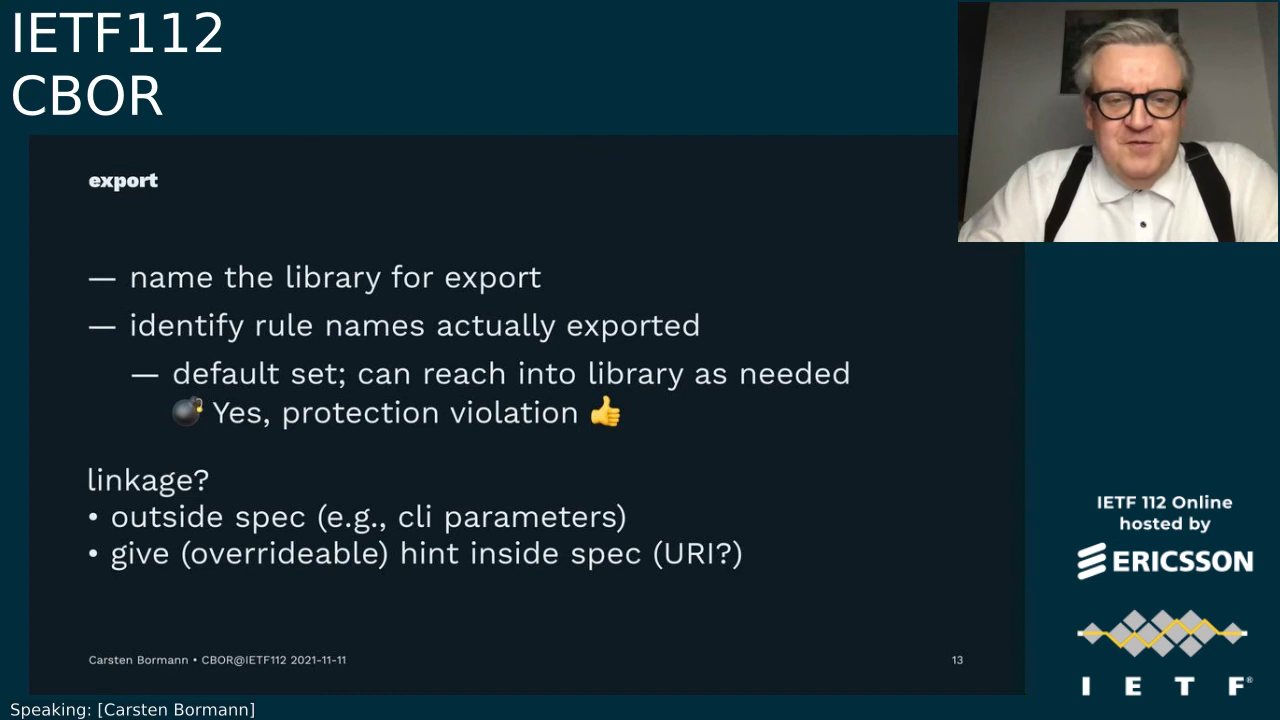 IETF112
CBOR
export
— name the library for export
— identify rule names actually exported
— default set; can reach into library as needed
💣 Yes, protection violation 👍
linkage?
• outside spec (e.g., cli parameters)
• give (overrideable) hint inside spec (URI?)
Carsten Bormann • CBOR@IETF112 2021-11-11
13
IETF 112 Online
hosted by
ERICSSON
I E T F®
Speaking: [Carsten Bormann]